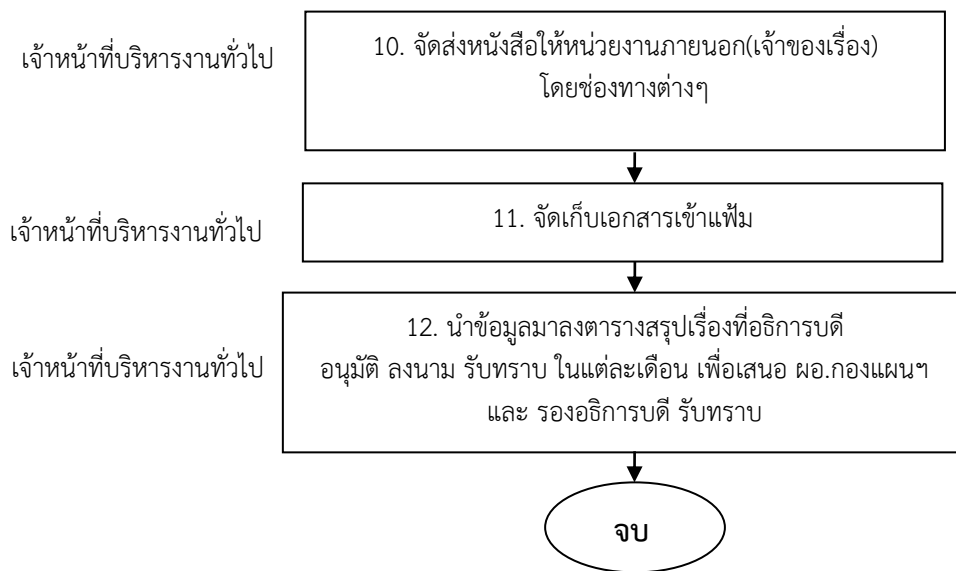 เจ้าหน้าที่บริหารงานทั่วไป
10. จัดส่งหนังสือให้หน่วยงานภายนอก(เจ้าของเรื่อง)
โดยช่องทางต่างๆ
เจ้าหน้าที่บริหารงานทั่วไป
11. จัดเก็บเอกสารเข้าแฟ้ม
เจ้าหน้าที่บริหารงานทั่วไป
12. นำข้อมูลมาลงตารางสรุปเรื่องที่อธิการบดี
อนุมัติ ลงนาม รับทราบ ในแต่ละเดือน เพื่อเสนอ ผอ.กองแผนฯ
และ รองอธิการบดี รับทราบ
จบ